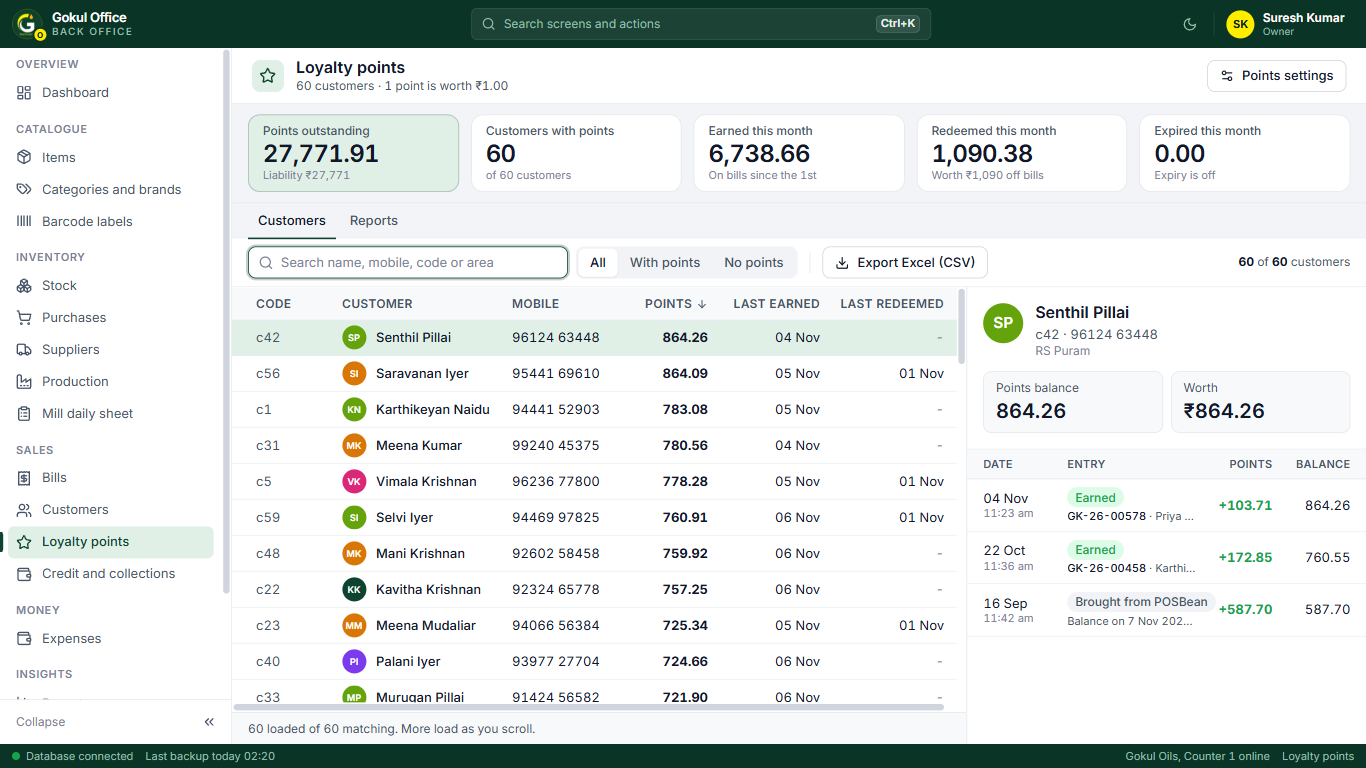 Gokul Office
BACK OFFICE
Search screens and actions
Ctrl+K
SK
Suresh Kumar
Owner
OVERVIEW
Dashboard
CATALOGUE
Items
Categories and brands
Barcode labels
INVENTORY
Stock
Purchases
Suppliers
Production
Mill daily sheet
SALES
Bills
Customers
Loyalty points
Credit and collections
MONEY
Expenses
INSIGHTS
Collapse
Loyalty points
60 customers · 1 point is worth ₹1.00
Points settings
Points outstanding
27,771.91
Liability ₹27,771
Customers with points
60
of 60 customers
Earned this month
6,738.66
On bills since the 1st
Redeemed this month
1,090.38
Worth ₹1,090 off bills
Expired this month
0.00
Expiry is off
Customers Reports
Search name, mobile, code or area
All With points No points
Export Excel (CSV)
60 of 60 customers
CODE CUSTOMER MOBILE POINTS ↓ LAST EARNED LAST REDEEMED
c42 SP Senthil Pillai 96124 63448 864.26 04 Nov -
c56 SI Saravanan Iyer 95441 69610 864.09 05 Nov 01 Nov
c1 KN Karthikeyan Naidu 94441 52903 783.08 05 Nov -
c31 MK Meena Kumar 99240 45375 780.56 04 Nov -
c5 VK Vimala Krishnan 96236 77800 778.28 05 Nov 01 Nov
c59 SI Selvi Iyer 94469 97825 760.91 06 Nov 01 Nov
c48 MK Mani Krishnan 92602 58458 759.92 06 Nov -
c22 KK Kavitha Krishnan 92324 65778 757.25 06 Nov -
c23 MM Meena Mudaliar 94066 56384 725.34 05 Nov 01 Nov
c40 PI Palani Iyer 93977 27704 724.66 06 Nov -
c33 MP Murugan Pillai 91424 56582 721.90 06 Nov -
60 loaded of 60 matching. More load as you scroll.
SP
Senthil Pillai
c42 · 96124 63448
RS Puram
Points balance
864.26
Worth
₹864.26
DATE ENTRY POINTS BALANCE
04 Nov Earned +103.71 864.26
11:23 am GK-26-00578 · Priya ...
22 Oct Earned +172.85 760.55
11:36 am GK-26-00458 · Karthi...
16 Sep Brought from POSBean +587.70 587.70
11:42 am Balance on 7 Nov 202...
Database connected Last backup today 02:20
Gokul Oils, Counter 1 online Loyalty points